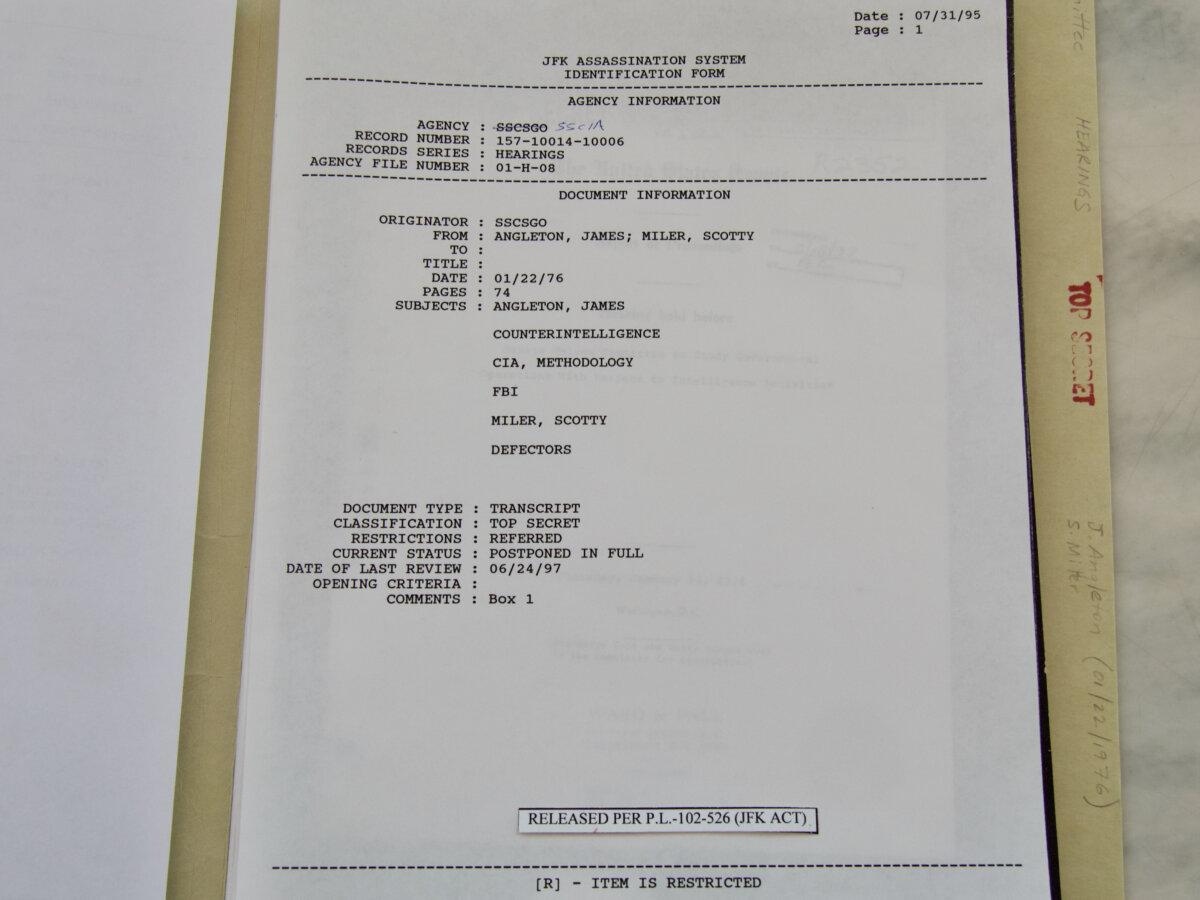 Date : 07/31/95
Page : 1
JFK ASSASSINATION SYSTEM
IDENTIFICATION FORM
AGENCY INFORMATION
AGENCY : SSCSGO SSCIA
RECORD NUMBER : 157-10014-10006
RECORDS SERIES : HEARINGS
AGENCY FILE NUMBER : 01-H-08
DOCUMENT INFORMATION
ORIGINATOR : SSCSGO
FROM : ANGLETON, JAMES; MILER, SCOTTY
TO :
TITLE :
DATE : 01/22/76
PAGES : 74
SUBJECTS : ANGLETON, JAMES
COUNTERINTELLIGENCE
CIA, METHODOLOGY
FBI
MILER, SCOTTY
DEFECTORS
DOCUMENT TYPE : TRANSCRIPT
CLASSIFICATION : TOP SECRET
RESTRICTIONS : REFERRED
CURRENT STATUS : POSTPONED IN FULL
DATE OF LAST REVIEW : 06/24/97
OPENING CRITERIA :
COMMENTS : Box 1
RELEASED PER P.L.-102-526 (JFK ACT)
[R] - ITEM IS RESTRICTED
HEARINGS
TOP SECRET
J. Angleton (01/22/1976)
S. Miler